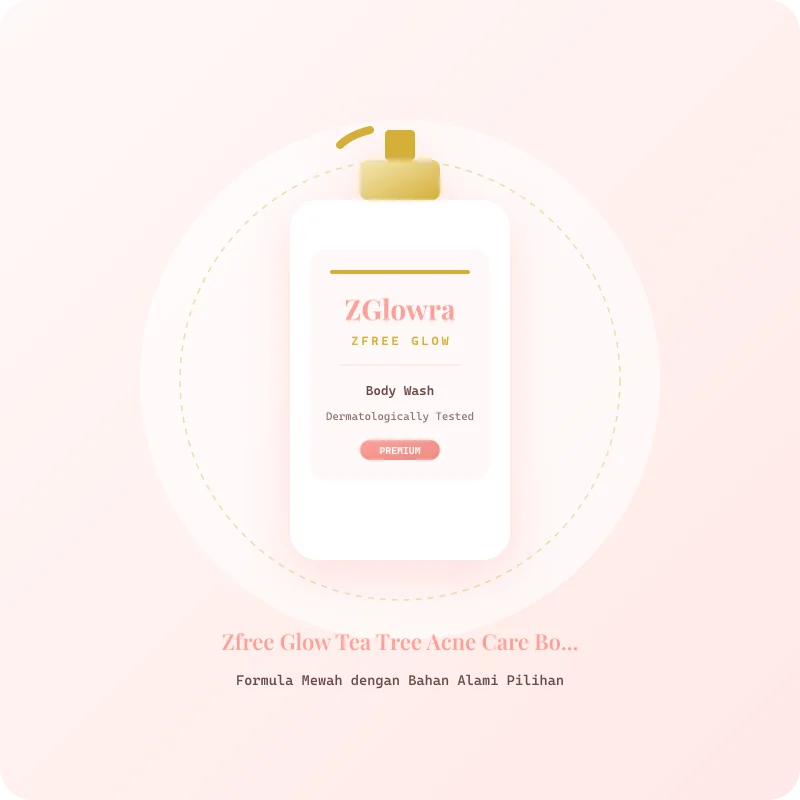 ZGlowra
ZFREE GLOW
Body Wash
Dermatologically Tested
PREMIUM
Zfree Glow Tea Tree Acne Care Bo...
Formula Mewah dengan Bahan Alami Pilihan